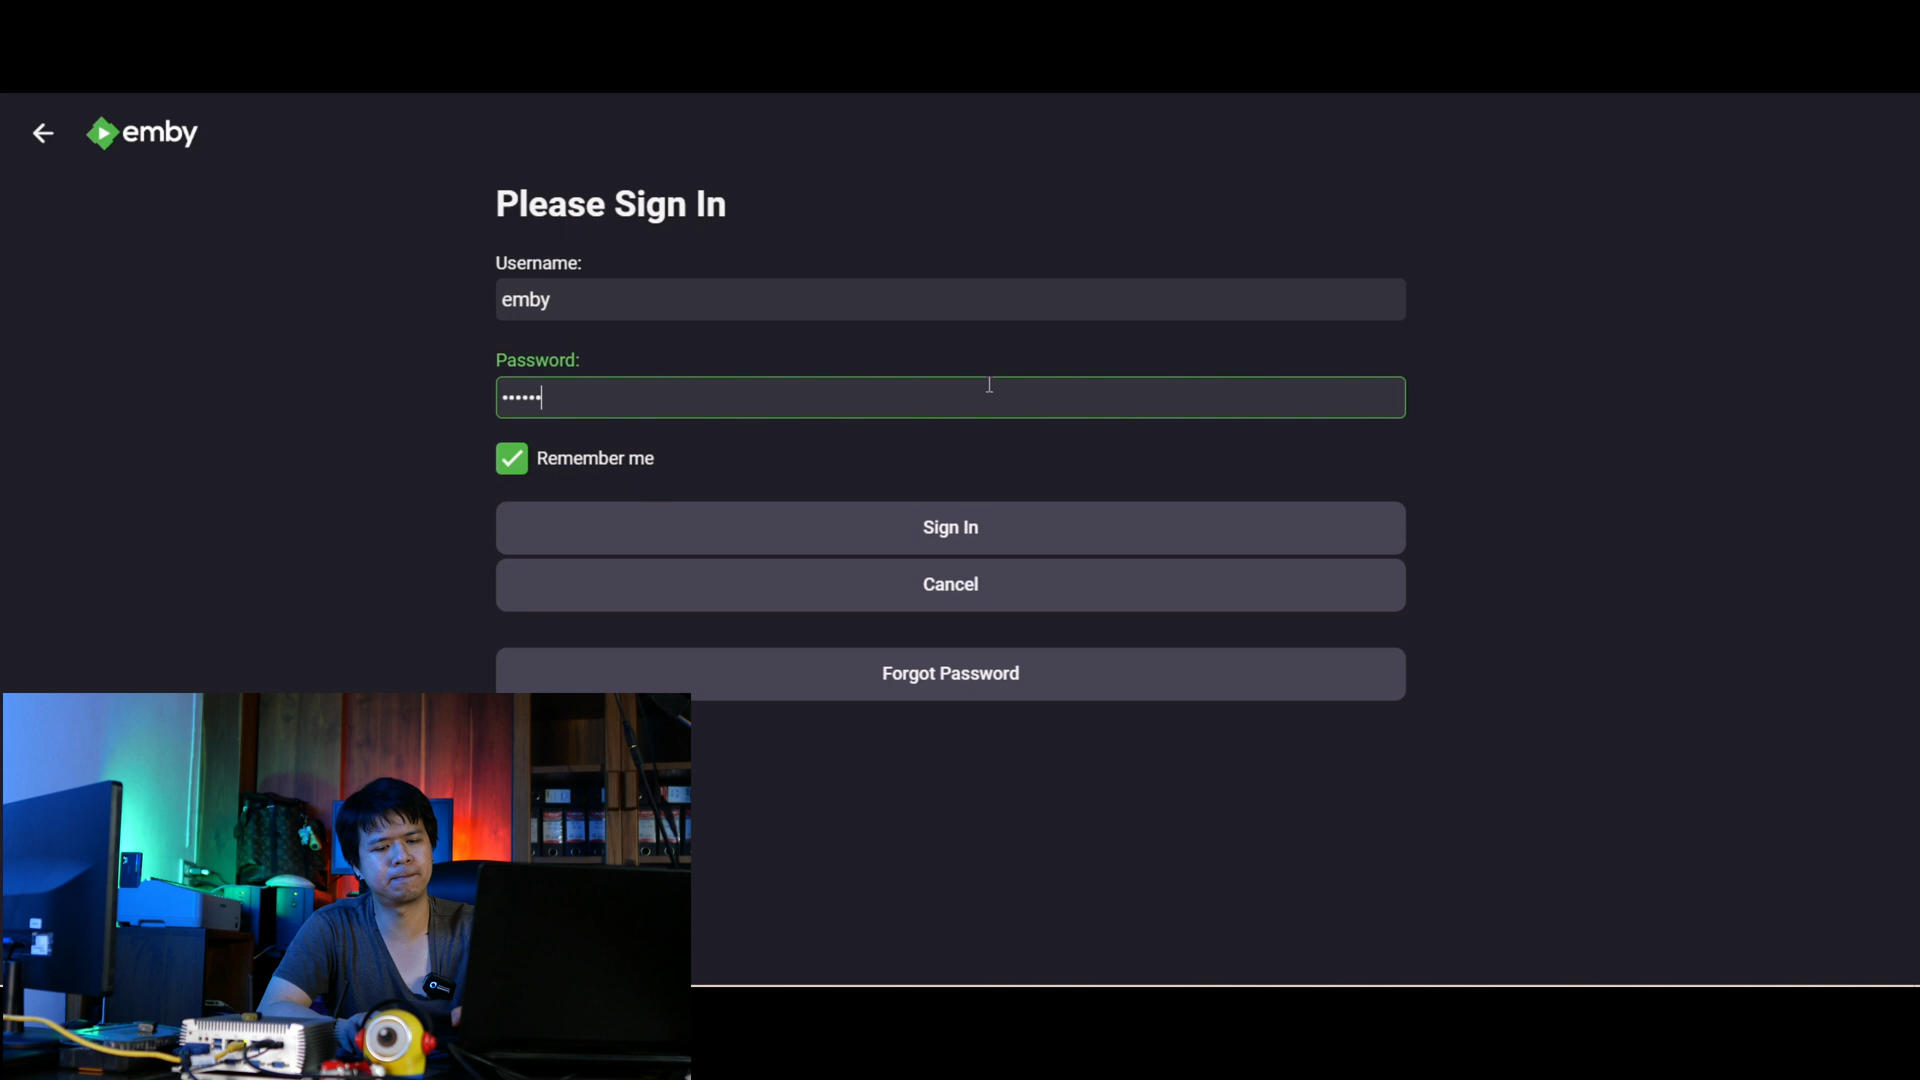 emby
Please Sign In
Username:
emby
Password:
••••••
Remember me
Sign In
Cancel
Forgot Password